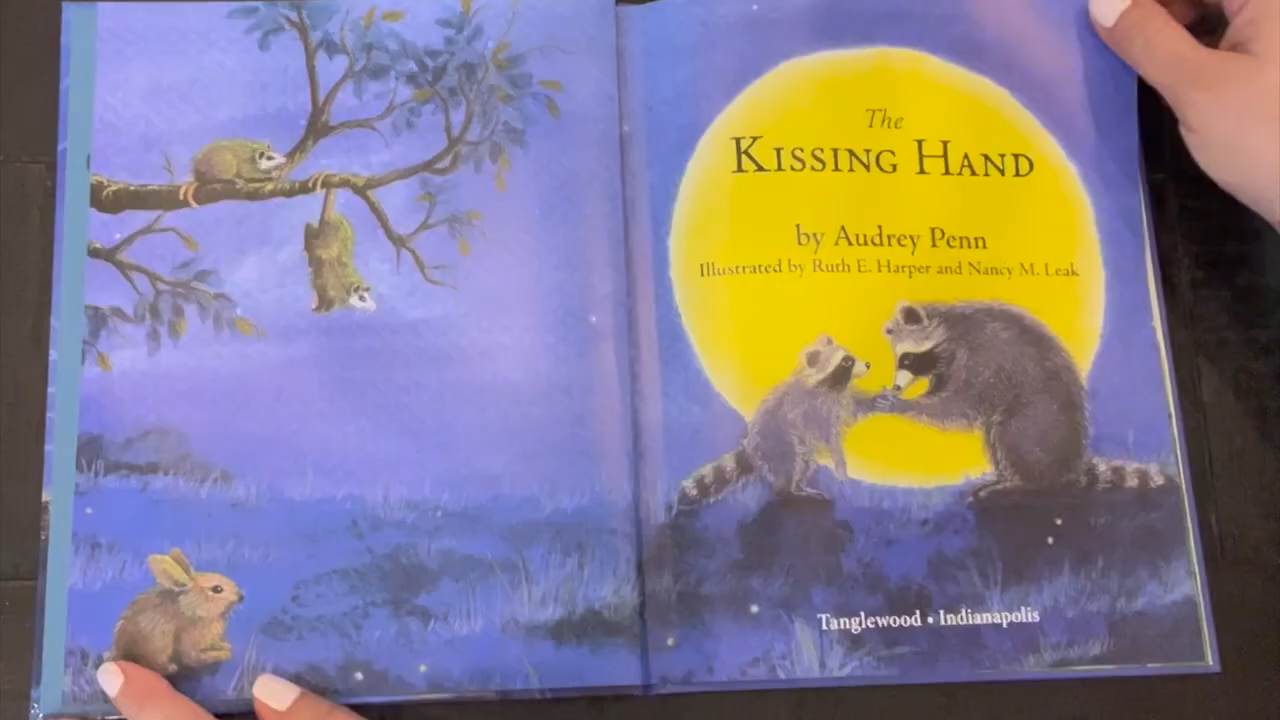 The
Kissing Hand
by Audrey Penn
Illustrated by Ruth E. Harper and Nancy M. Leak
Tanglewood • Indianapolis